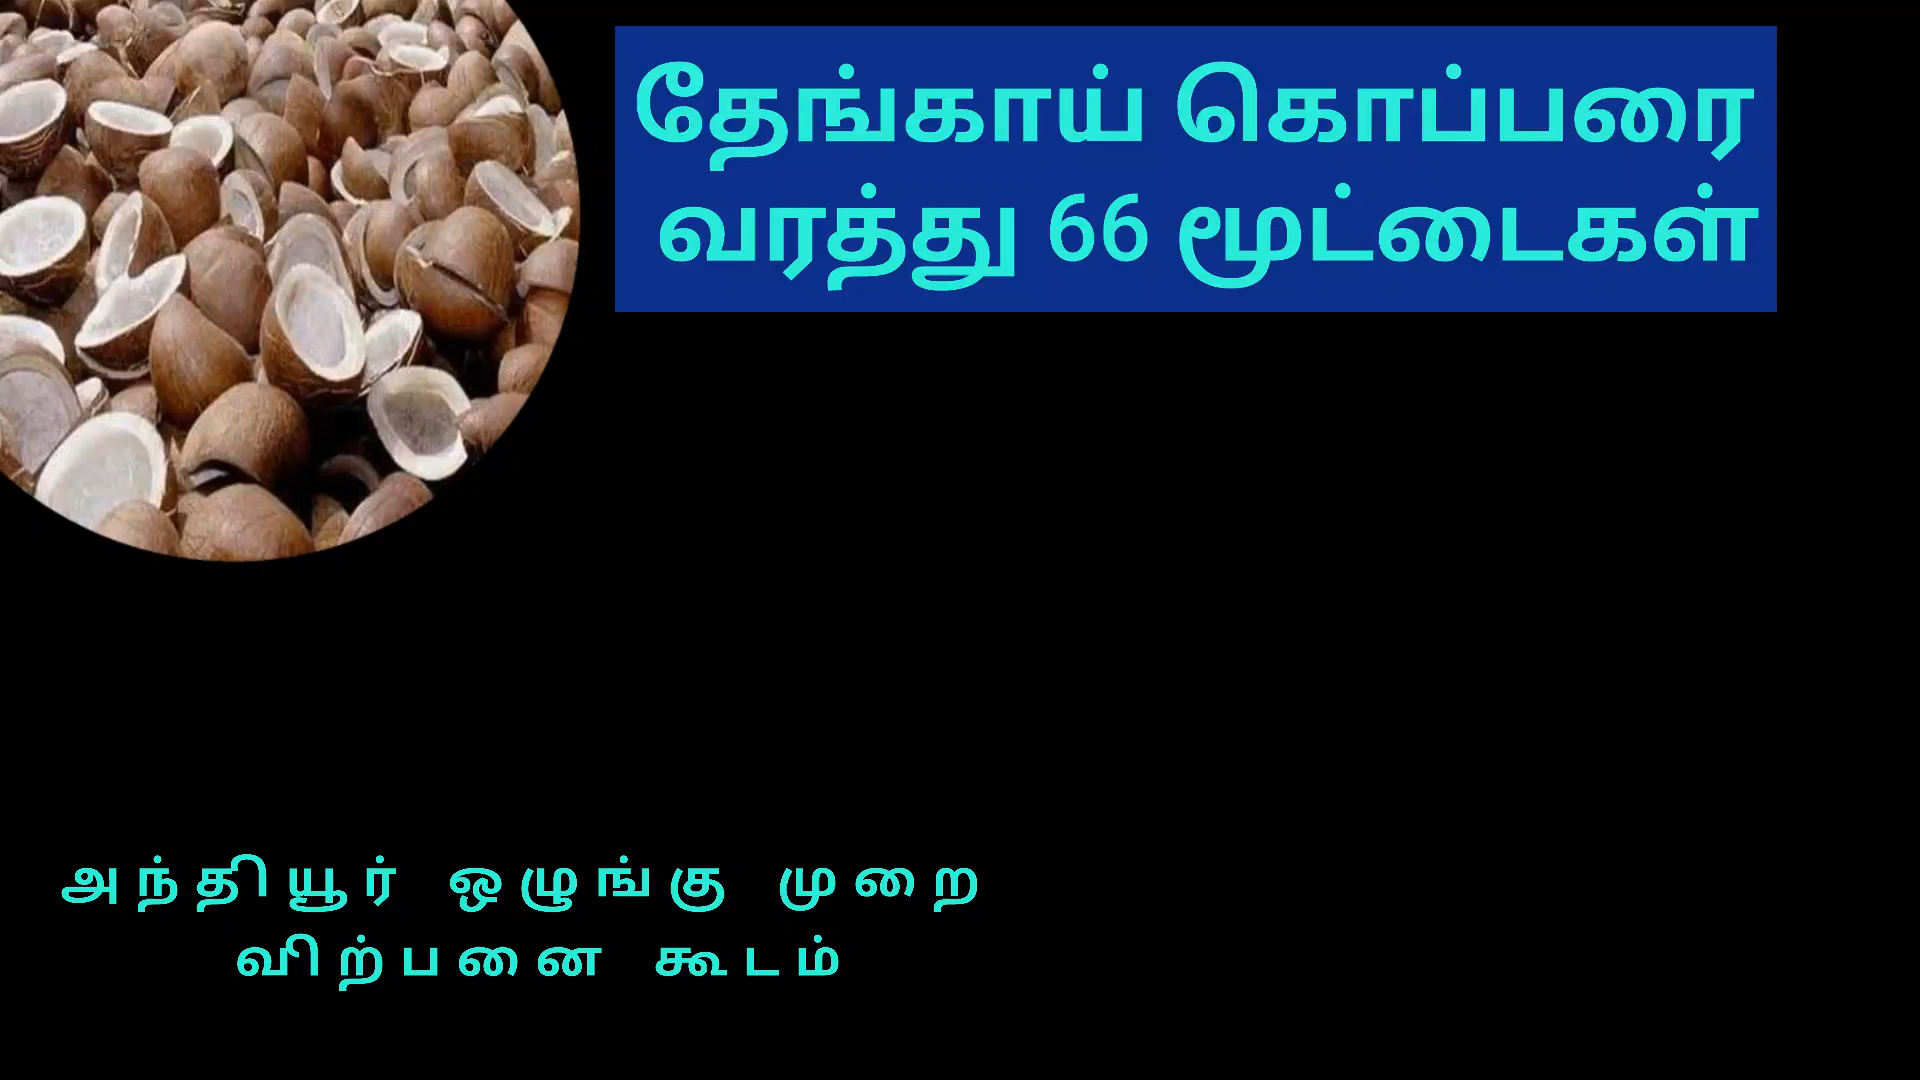 தேங்காய் கொப்பரை
வரத்து 66 மூட்டைகள்
அந்தியூர் ஒழுங்கு முறை
விற்பனை கூடம்